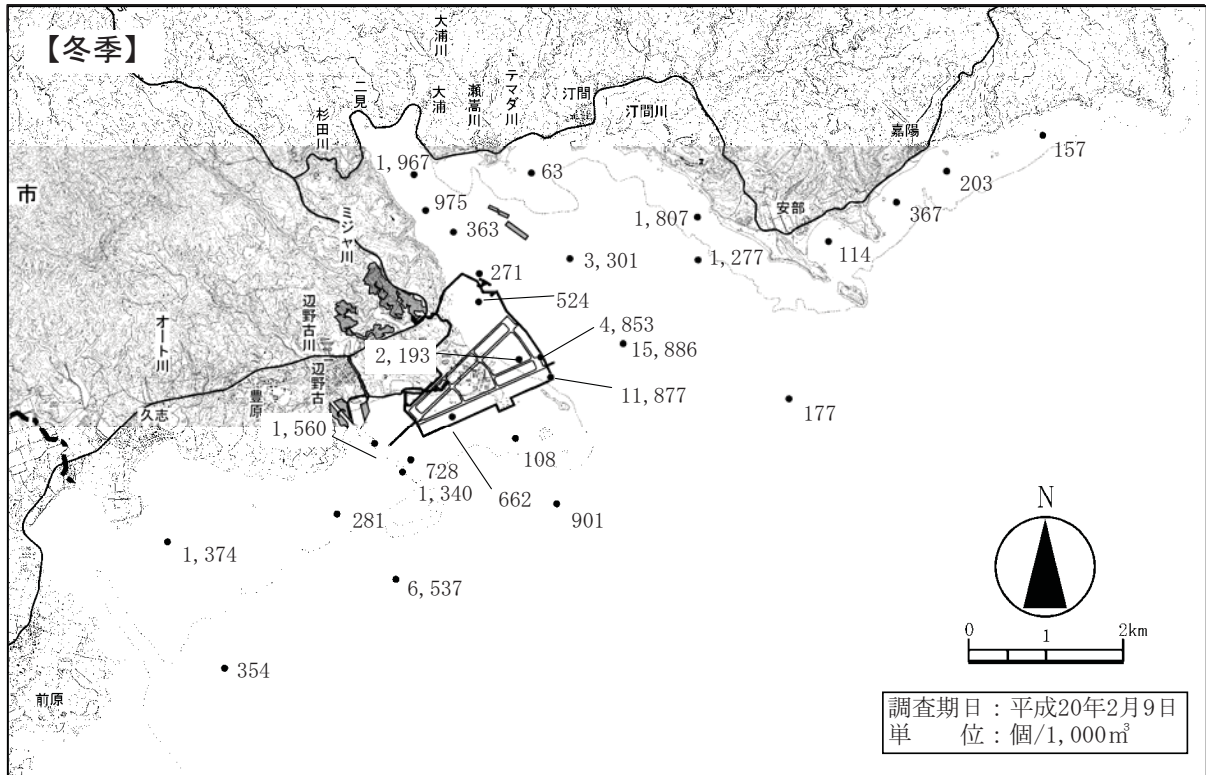 【冬季】
大浦川
テマダ川
瀬嵩川
大浦
二見
杉田川
汀間
汀間川
嘉陽
安部
市
ミジャ川
辺野古川
辺野古
オート川
豊原
久志
前原
157
203
367
114
63
1,967
975
363
1,807
1,277
3,301
271
524
4,853
15,886
2,193
11,877
177
1,560
108
728
1,340
662
901
281
1,374
6,537
354
N
0 1 2km
調査期日：平成20年2月9日
単　　位：個/1,000㎥